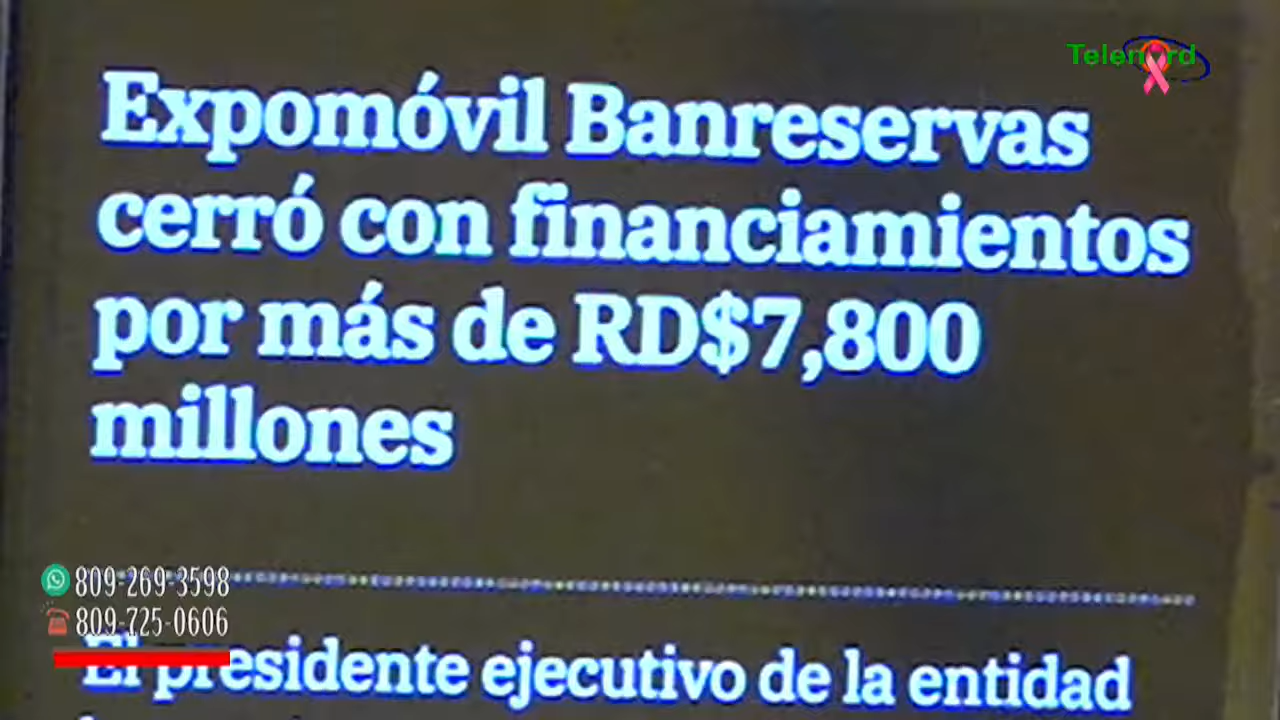 Telenord
Expomóvil Banreservas
cerró con financiamientos
por más de RD$7,800
millones
809-269-3598
809-725-0606
El presidente ejecutivo de la entidad